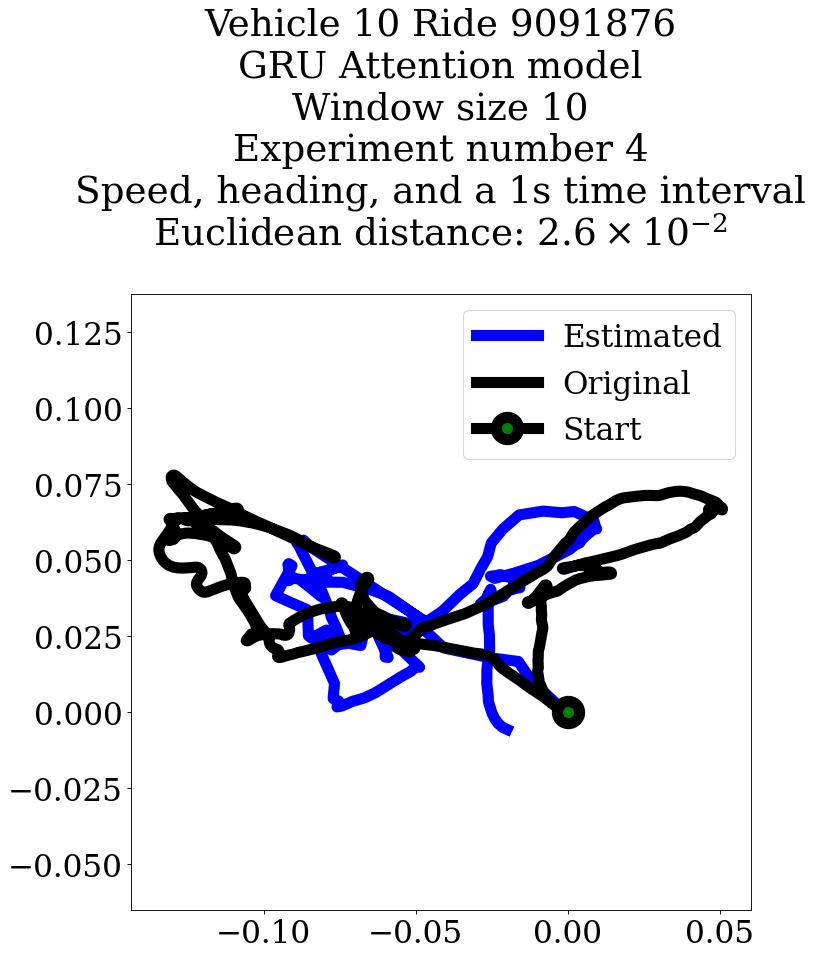 Vehicle 10 Ride 9091876
GRU Attention model
Window size 10
Experiment number 4
Speed, heading, and a 1s time interval
Euclidean distance: 2.6 × 10⁻²
Estimated
Original
Start
0.125
0.100
0.075
0.050
0.025
0.000
−0.025
−0.050
−0.10
−0.05
0.00
0.05